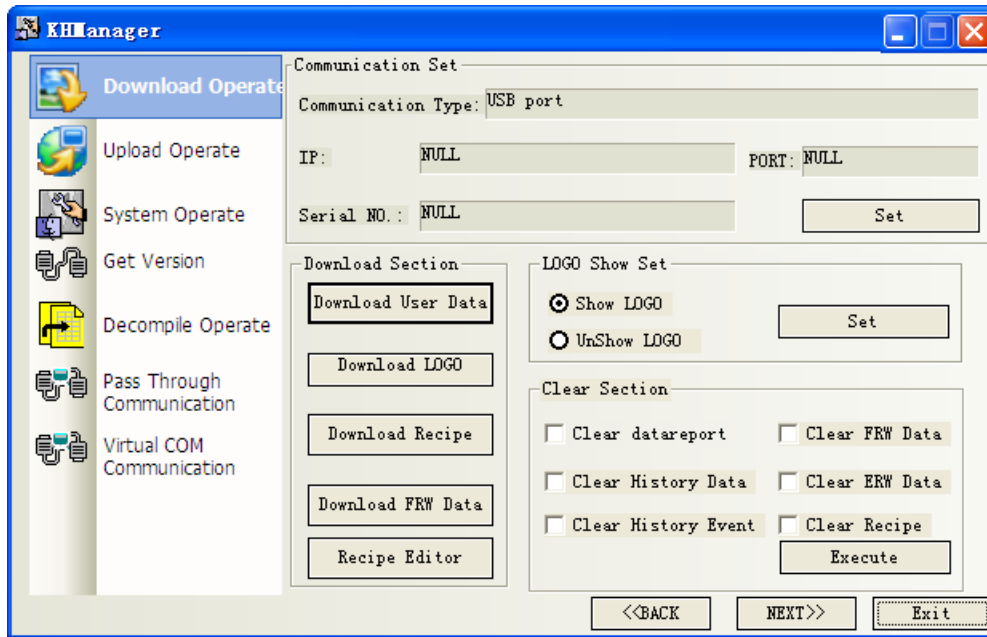 KHManager
Download Operate
Upload Operate
System Operate
Get Version
Decompile Operate
Pass Through
Communication
Virtual COM
Communication
Communication Set
Communication Type: USB port
IP: NULL PORT: NULL
Serial NO.: NULL Set
Download Section
Download User Data
Download LOGO
Download Recipe
Download FRW Data
Recipe Editor
LOGO Show Set
Show LOGO
UnShow LOGO
Set
Clear Section
Clear datareport Clear FRW Data
Clear History Data Clear ERW Data
Clear History Event Clear Recipe
Execute
<<BACK NEXT>> Exit